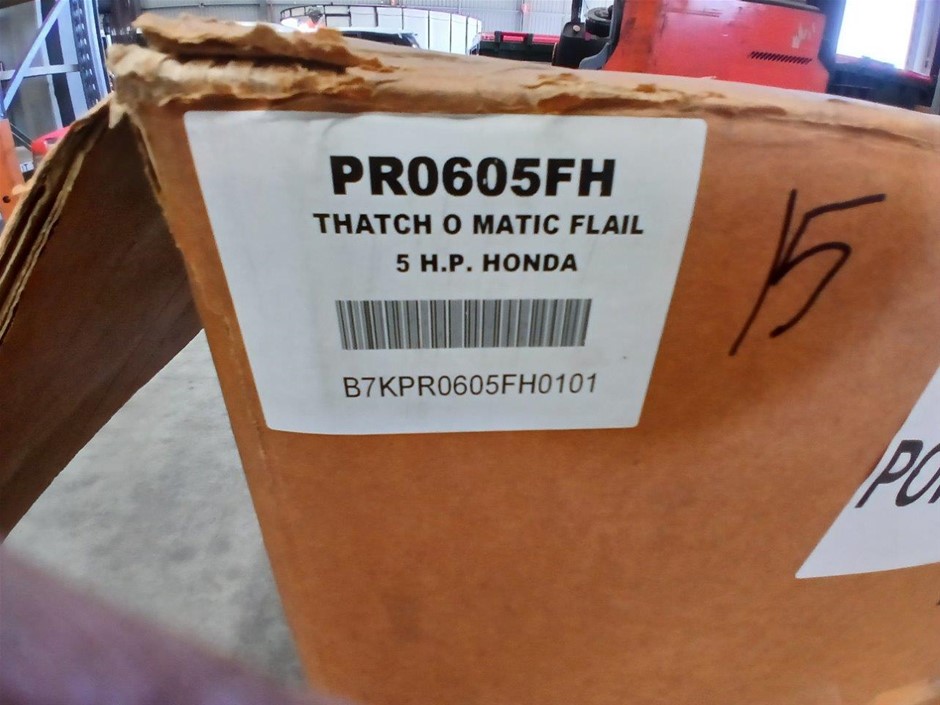 PR0605FH
THATCH O MATIC FLAIL
5 H.P. HONDA
B7KPR0605FH0101
15